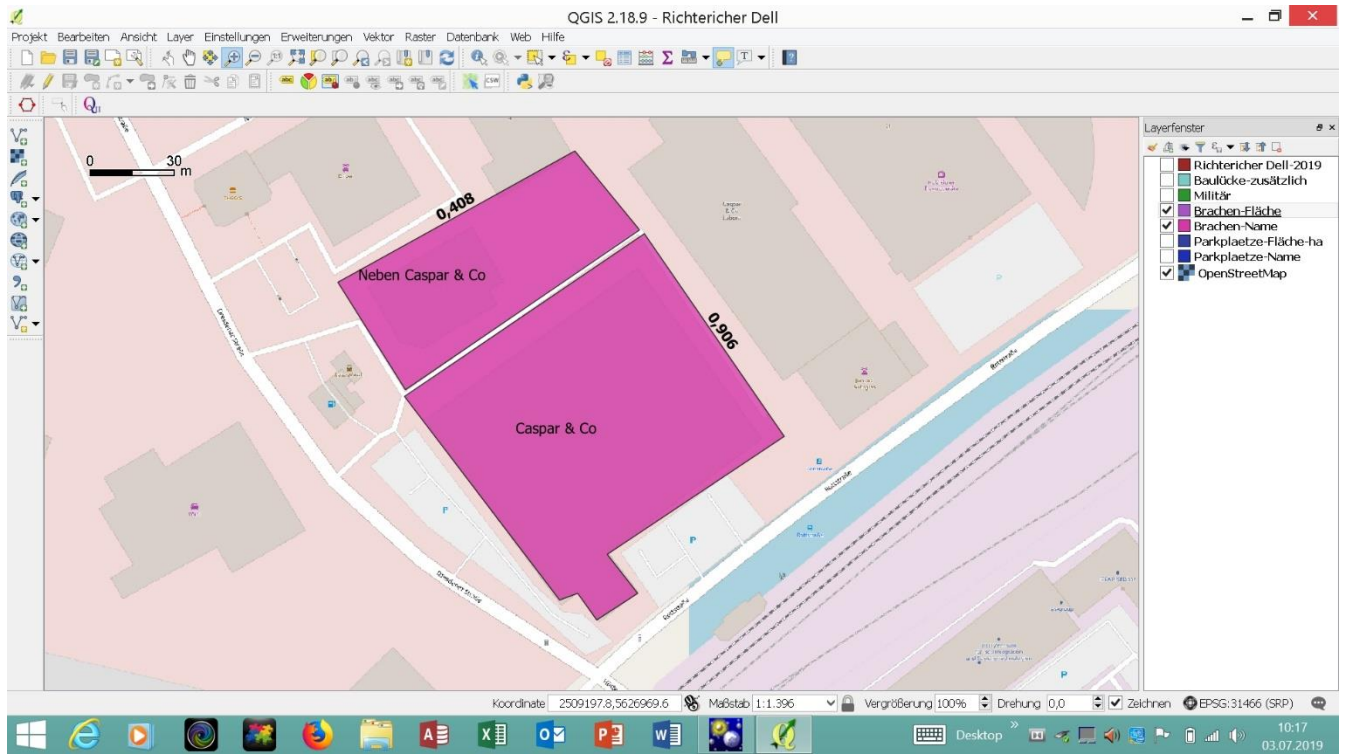 QGIS 2.18.9 - Richtericher Dell
Projekt Bearbeiten Ansicht Layer Einstellungen Erweiterungen Vektor Raster Datenbank Web Hilfe
Layerfenster
Richtericher Dell-2019
Baulücke-zusätzlich
Militär
Brachen-Fläche
Brachen-Name
Parkplaetze-Fläche-ha
Parkplaetze-Name
OpenStreetMap
0 30
m
0,408
Neben Caspar & Co
0,906
Caspar & Co
P
P
P
Koordinate 2509197.8,5626969.6 Maßstab 1:1.396 Vergrößerung 100% Drehung 0,0 Zeichnen EPSG:31466 (SRP)
Desktop
10:17
03.07.2019